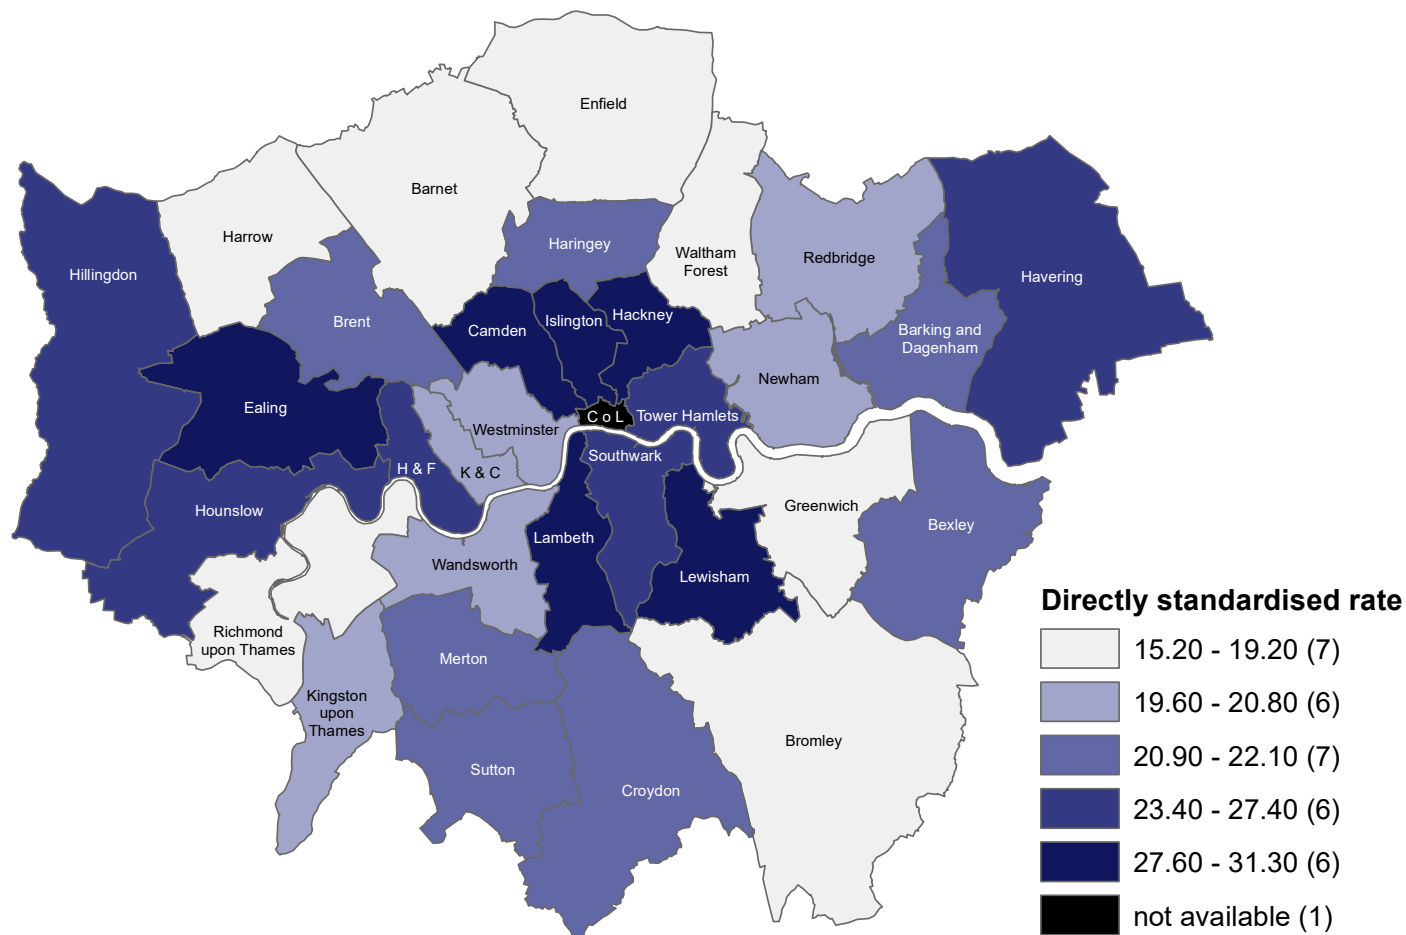 Enfield
Barnet
Harrow
Haringey
Waltham
Forest
Redbridge
Havering
Hillingdon
Brent
Camden
Islington
Hackney
Barking and
Dagenham
Newham
Ealing
Westminster
C o L
Tower Hamlets
H & F
K & C
Southwark
Hounslow
Greenwich
Bexley
Lambeth
Wandsworth
Lewisham
Richmond
upon Thames
Merton
Kingston
upon
Thames
Bromley
Sutton
Croydon
Directly standardised rate
15.20 - 19.20 (7)
19.60 - 20.80 (6)
20.90 - 22.10 (7)
23.40 - 27.40 (6)
27.60 - 31.30 (6)
not available (1)